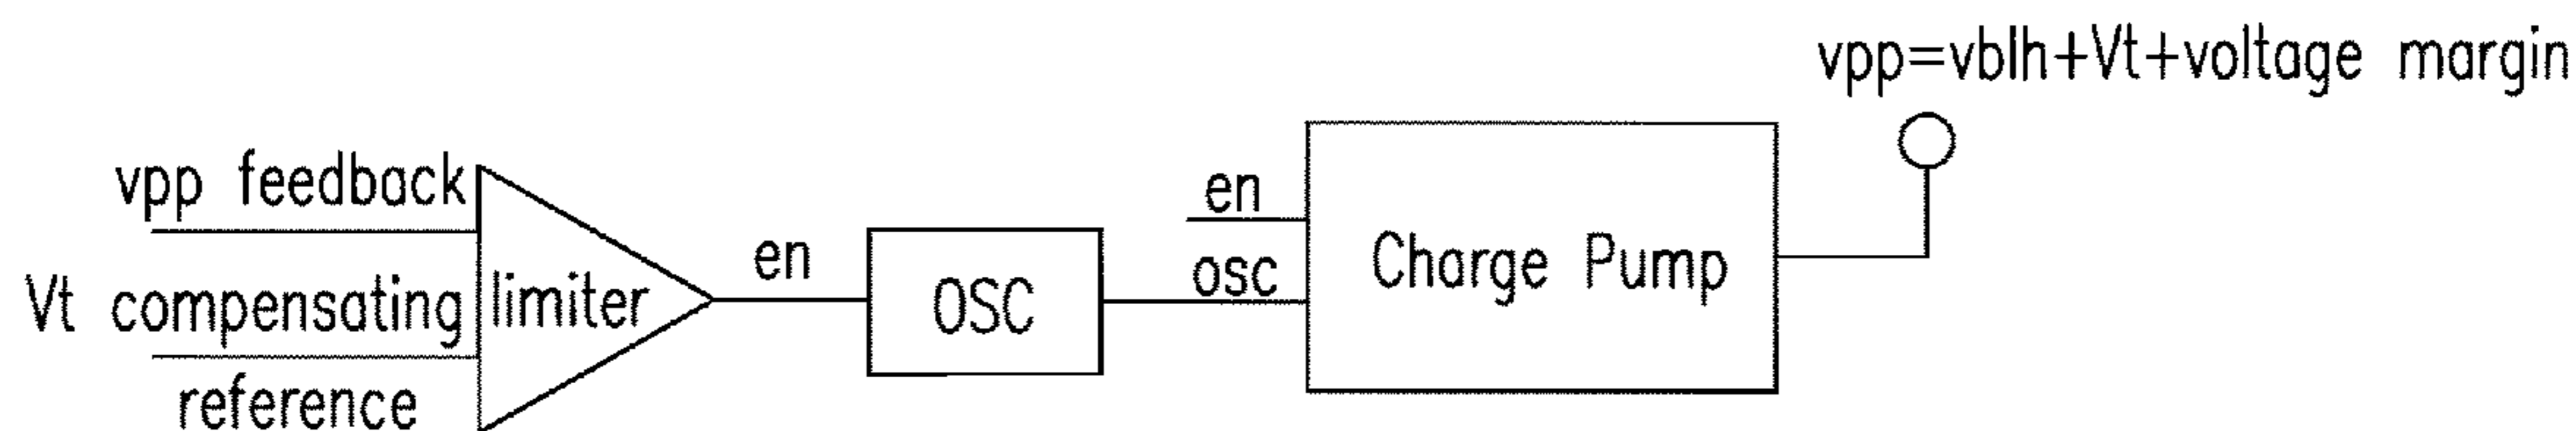 vpp=vblh+Vt+voltage margin
vpp feedback
Vt compensating
reference
limiter
en
OSC
en
osc
Charge Pump